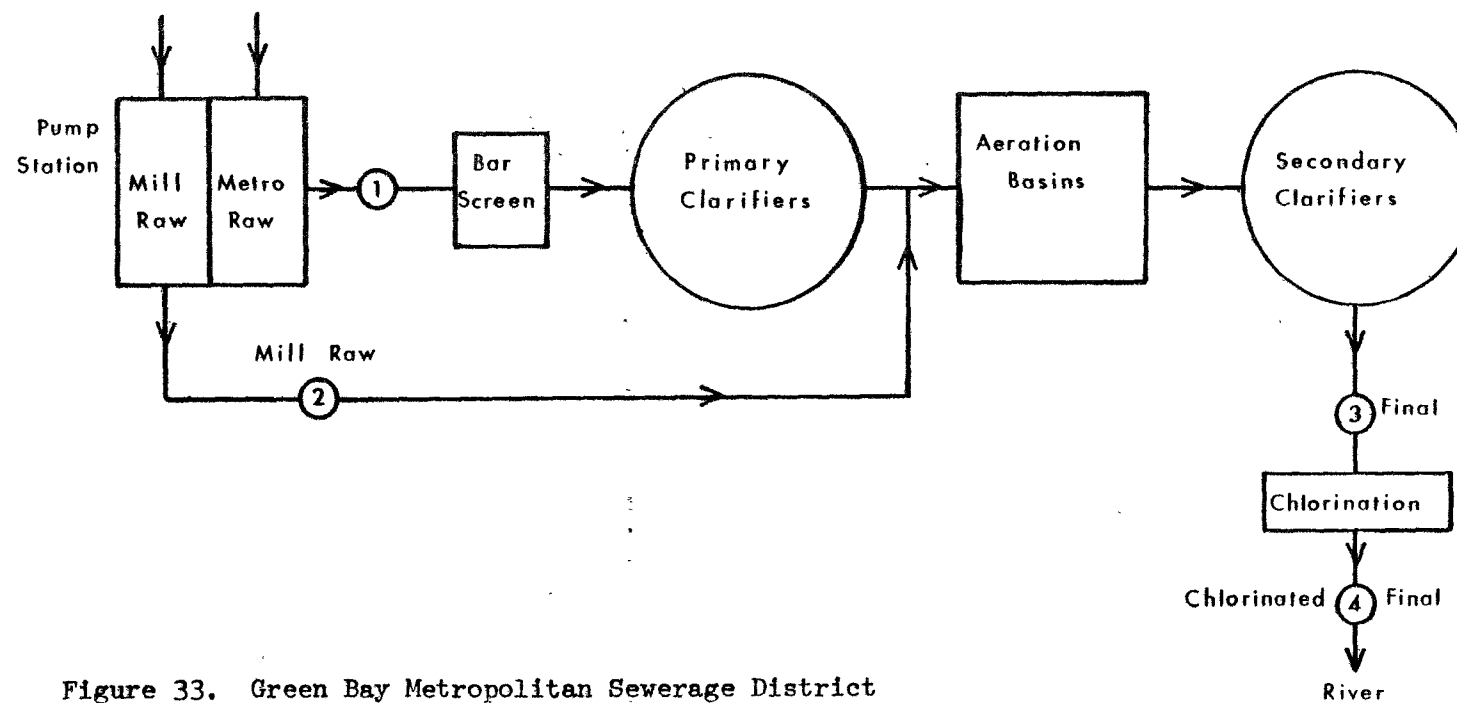 Pump
Station
Mill
Raw
Metro
Raw
1
Bar
Screen
Primary
Clarifiers
Aeration
Basins
Secondary
Clarifiers
Mill Raw
2
3 Final
Chlorination
Chlorinated 4 Final
River
Figure 33. Green Bay Metropolitan Sewerage District